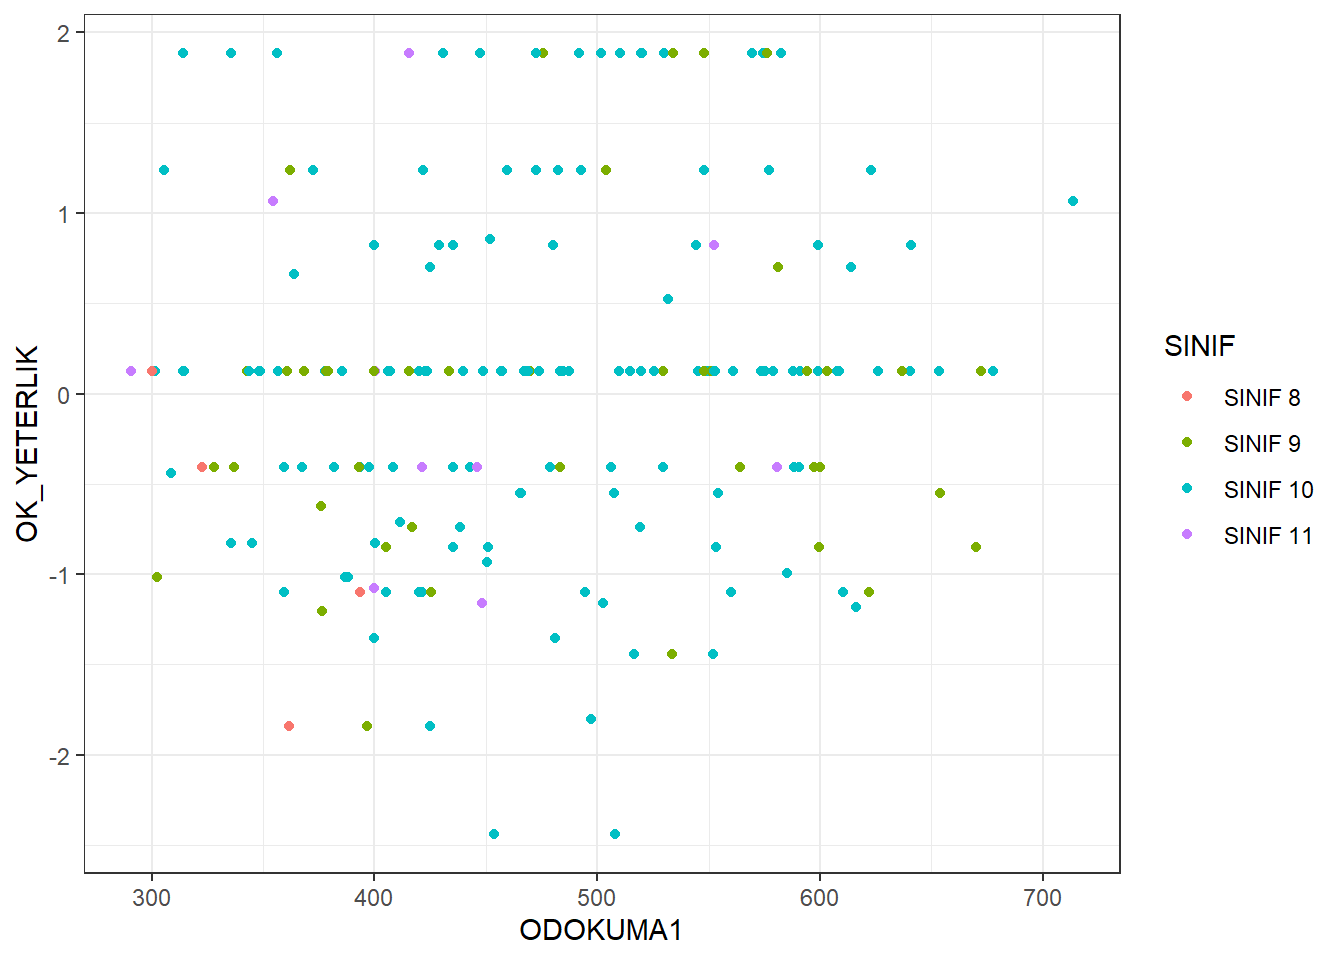 2
1
0
-1
-2
OK_YETERLIK
300 400 500 600 700
ODOKUMA1
SINIF
SINIF 8
SINIF 9
SINIF 10
SINIF 11